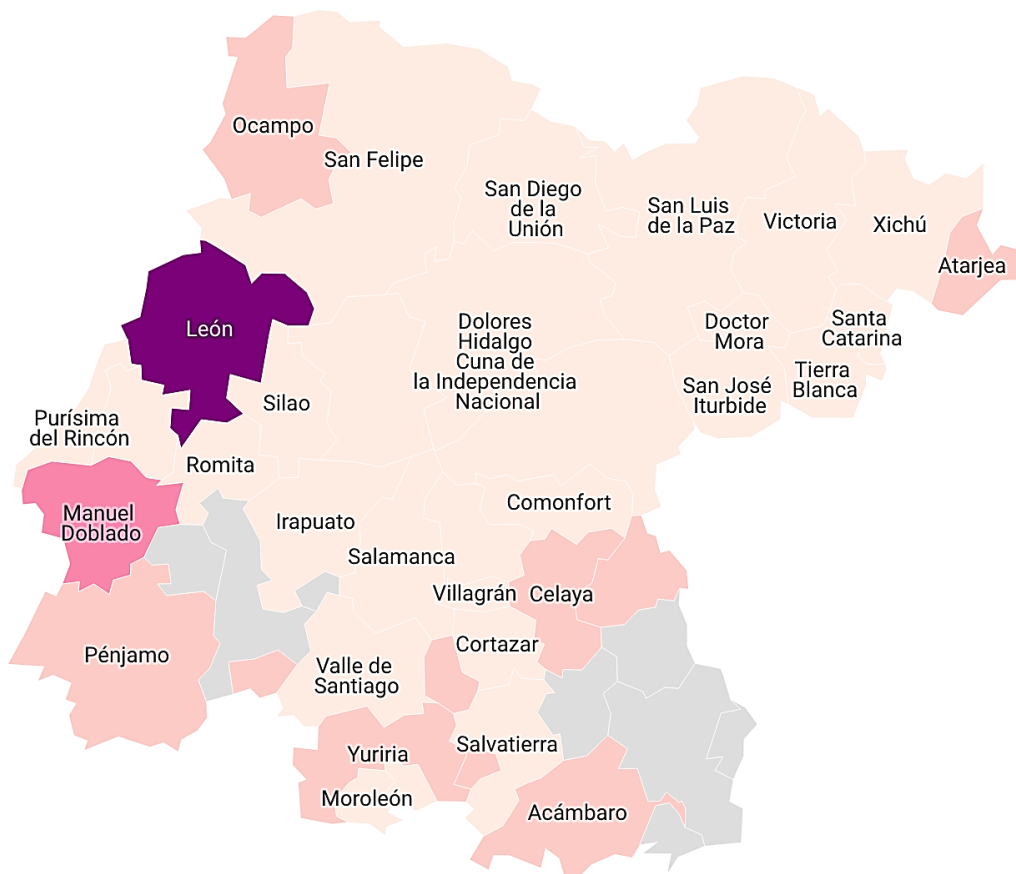 Ocampo
San Felipe
San Diego
de la
Unión
San Luis
de la Paz
Victoria
Xichú
Atarjea
León
Dolores
Hidalgo
Cuna de
la Independencia
Nacional
Doctor
Mora
Santa
Catarina
Tierra
Blanca
San José
Iturbide
Silao
Purísima
del Rincón
Romita
Manuel
Doblado
Irapuato
Comonfort
Salamanca
Villagrán
Celaya
Cortazar
Pénjamo
Valle de
Santiago
Yuriria
Salvatierra
Moroleón
Acámbaro